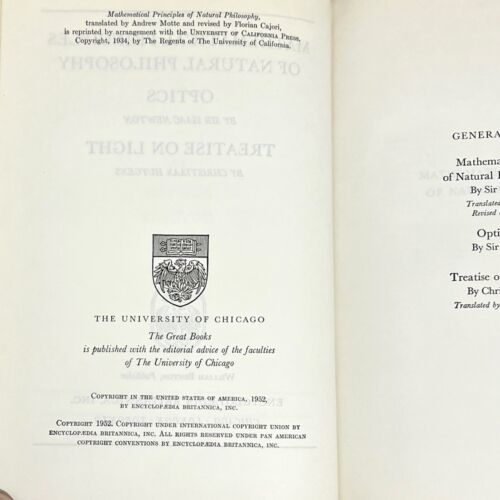 Mathematical Principles of Natural Philosophy,
translated by Andrew Motte and revised by Florian Cajori,
is reprinted by arrangement with the UNIVERSITY OF CALIFORNIA PRESS.
Copyright, 1934, by The Regents of The University of California.
THE UNIVERSITY OF CHICAGO
The Great Books
is published with the editorial advice of the faculties
of The University of Chicago
COPYRIGHT IN THE UNITED STATES OF AMERICA, 1952,
BY ENCYCLOPÆDIA BRITANNICA, INC.
COPYRIGHT 1952. COPYRIGHT UNDER INTERNATIONAL COPYRIGHT UNION BY
ENCYCLOPÆDIA BRITANNICA, INC. ALL RIGHTS RESERVED UNDER PAN AMERICAN
COPYRIGHT CONVENTIONS BY ENCYCLOPÆDIA BRITANNICA, INC.
GENERA
Mathema
of Natural
By Sir
Translated
Revised
Opti
By Sir
Treatise o
By Chri
Translated by